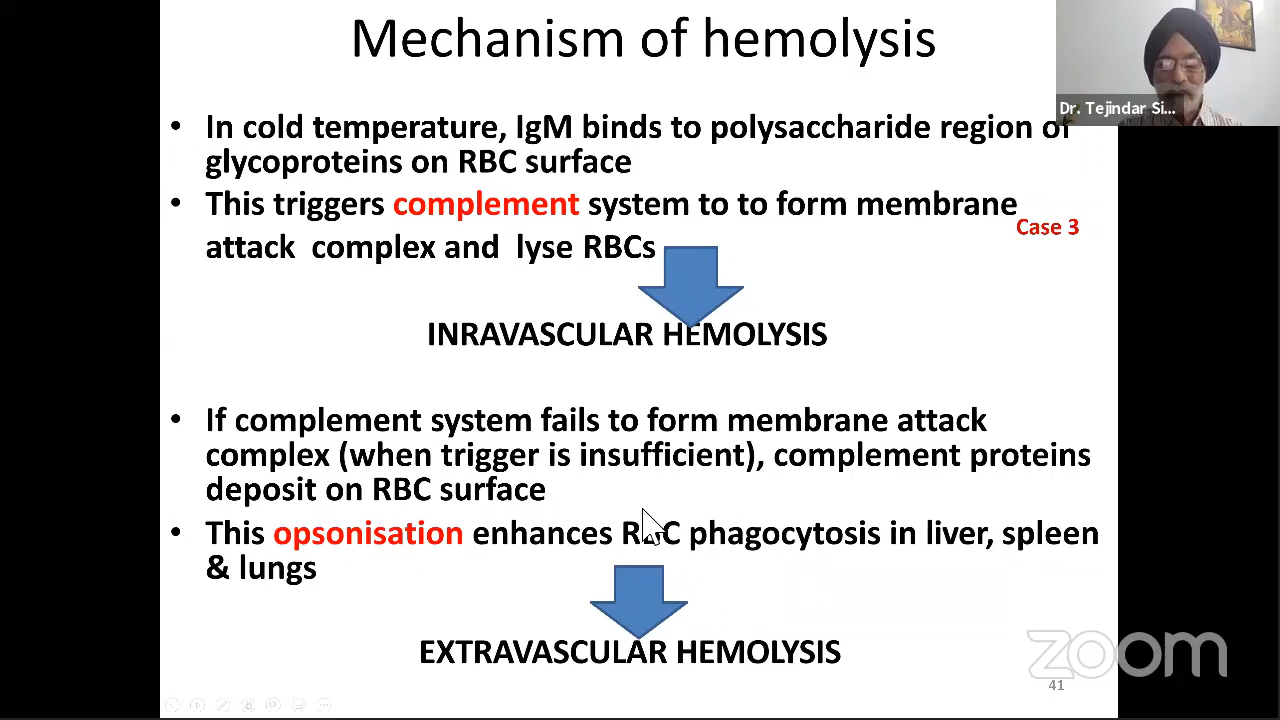 Mechanism of hemolysis
Dr. Tejindar Si...
• In cold temperature, IgM binds to polysaccharide region of
glycoproteins on RBC surface
• This triggers complement system to to form membrane
Case 3
attack complex and lyse RBCs
INRAVASCULAR HEMOLYSIS
• If complement system fails to form membrane attack
complex (when trigger is insufficient), complement proteins
deposit on RBC surface
• This opsonisation enhances RBC phagocytosis in liver, spleen
& lungs
EXTRAVASCULAR HEMOLYSIS
zoom
41